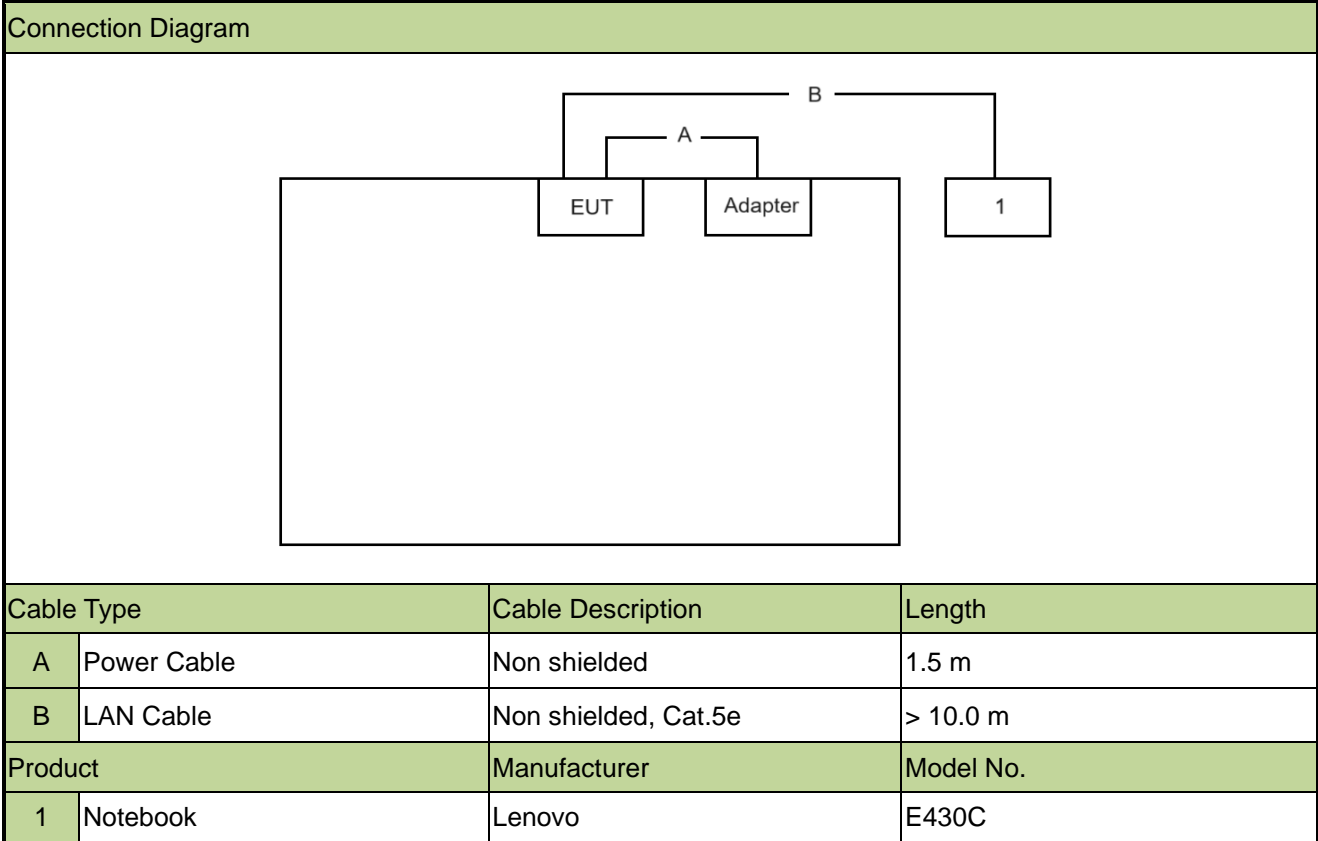 Connection Diagram
B
A
EUT Adapter 1
Cable Type Cable Description Length
A Power Cable Non shielded 1.5 m
B LAN Cable Non shielded, Cat.5e > 10.0 m
Product Manufacturer Model No.
1 Notebook Lenovo E430C